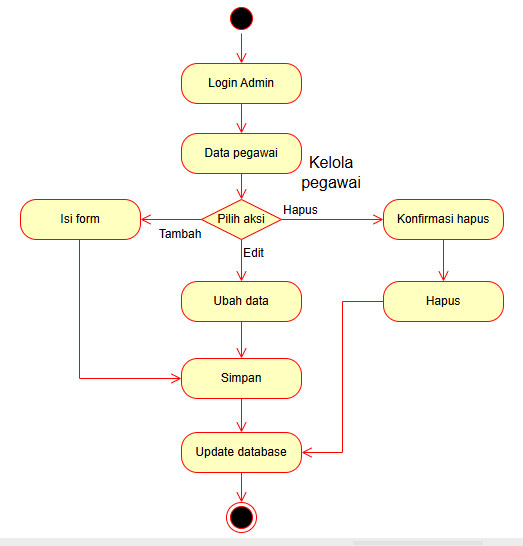 Login Admin
Data pegawai
Kelola
pegawai
Isi form
Pilih aksi
Hapus
Konfirmasi hapus
Tambah
Edit
Ubah data
Hapus
Simpan
Update database